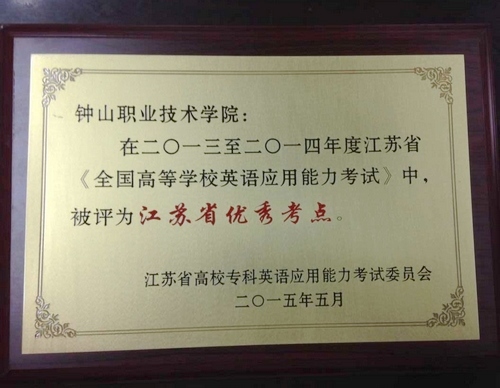 钟山职业技术学院：
在二〇一三至二〇一四年度江苏省
《全国高等学校英语应用能力考试》中，
被评为江苏省优秀考点。
江苏省高校专科英语应用能力考试委员会
二〇一五年五月